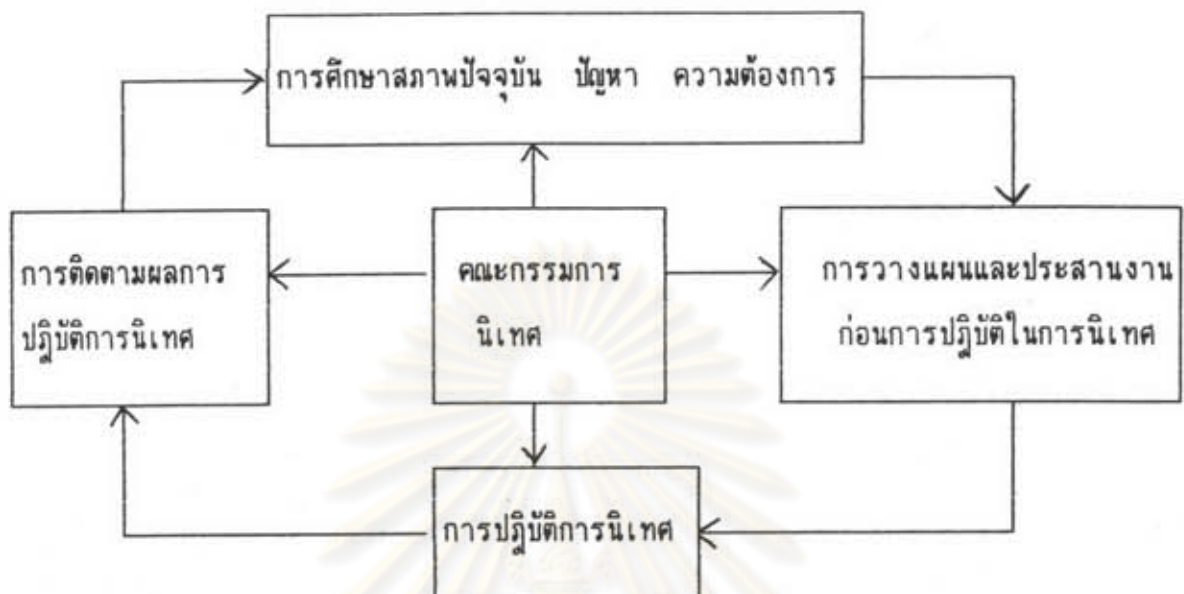 การศึกษาสภาพปัจจุบัน ปัญหา ความต้องการ
การติดตามผลการ
ปฏิบัติการนิเทศ
คณะกรรมการ
นิเทศ
การวางแผนและประสานงาน
ก่อนการปฏิบัติในการนิเทศ
การปฏิบัติการนิเทศ